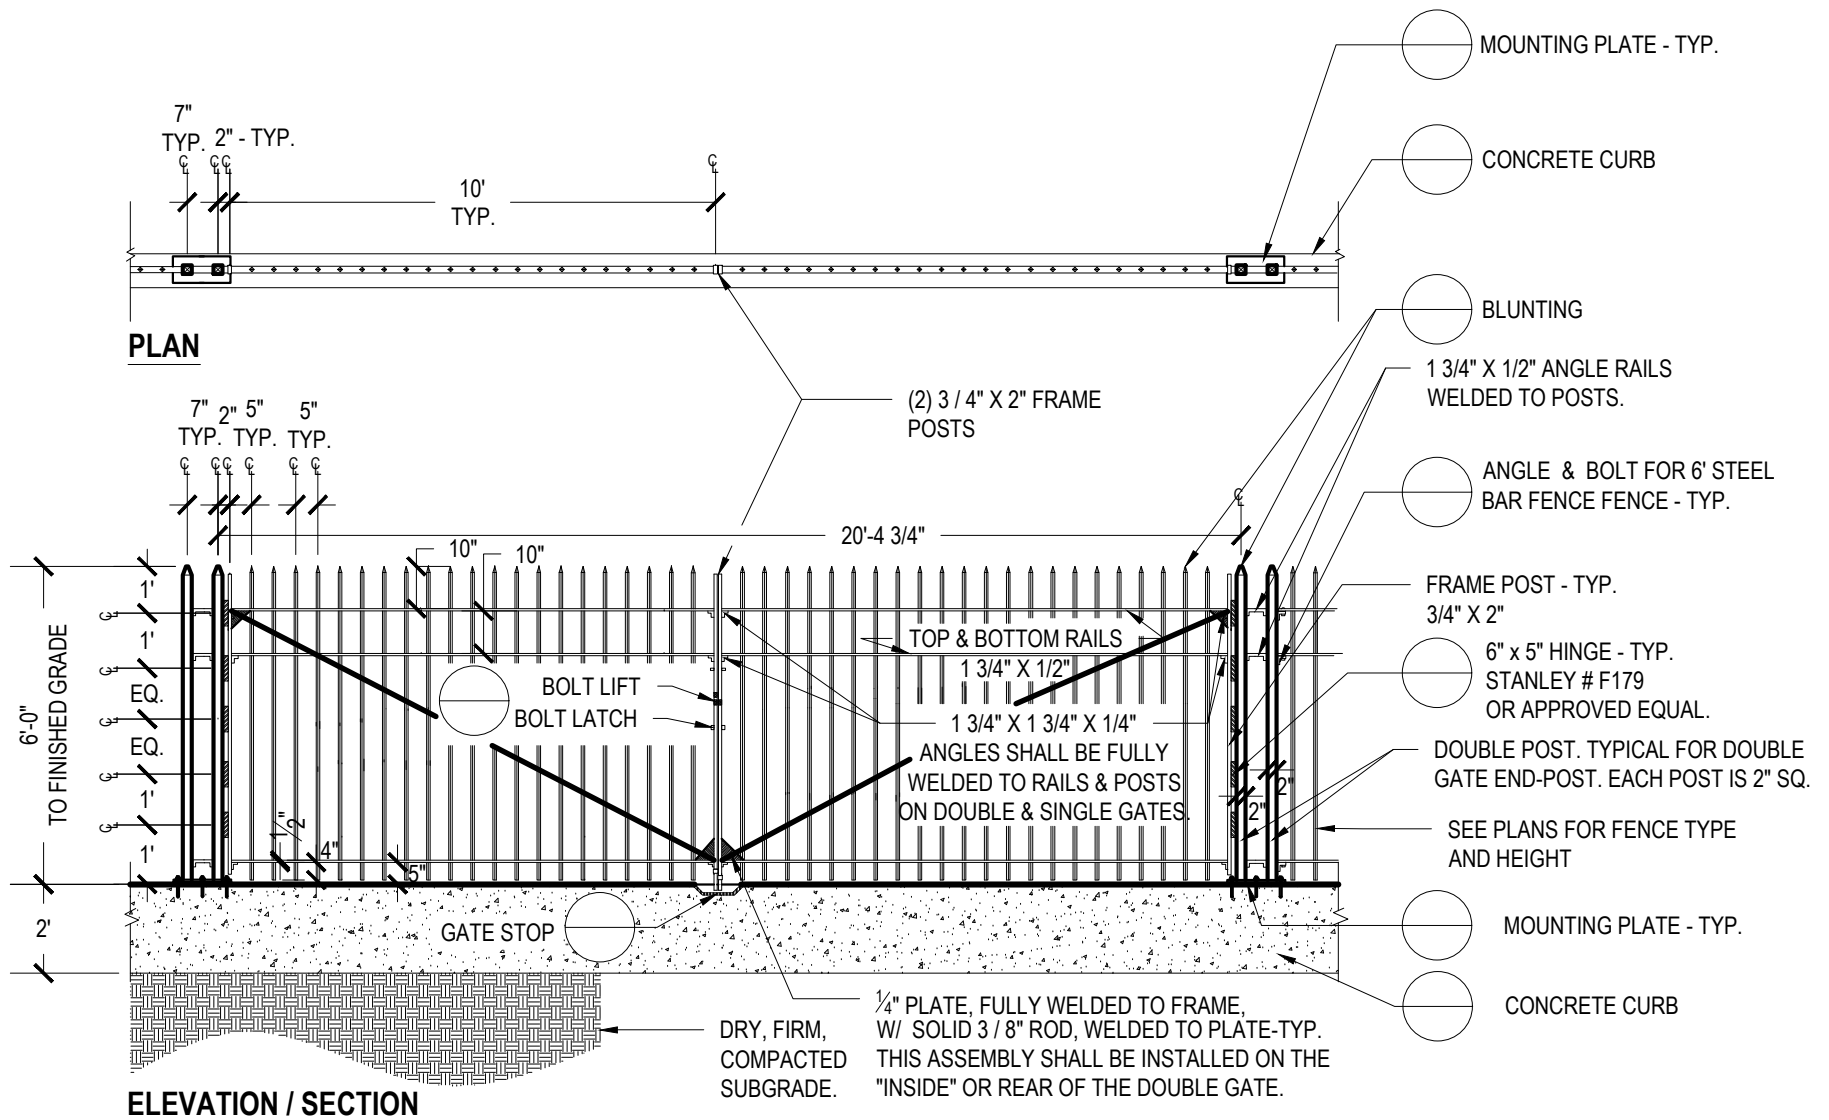 MOUNTING PLATE - TYP.
7"
TYP.
2" - TYP.
CONCRETE CURB
10'
TYP.
BLUNTING
PLAN
1 3/4" X 1/2" ANGLE RAILS
WELDED TO POSTS.
(2) 3 / 4" X 2" FRAME
POSTS
7"
TYP.
2"
5"
TYP.
5"
TYP.
ANGLE & BOLT FOR 6' STEEL
BAR FENCE FENCE - TYP.
20'-4 3/4"
10"
10"
1'
FRAME POST - TYP.
3/4" X 2"
1'
TOP & BOTTOM RAILS
1 3/4" X 1/2"
6" x 5" HINGE - TYP.
STANLEY # F179
OR APPROVED EQUAL.
6'-0"
TO FINISHED GRADE
EQ.
BOLT LIFT
BOLT LATCH
1 3/4" X 1 3/4" X 1/4"
ANGLES SHALL BE FULLY
WELDED TO RAILS & POSTS
ON DOUBLE & SINGLE GATES.
EQ.
DOUBLE POST. TYPICAL FOR DOUBLE
GATE END-POST. EACH POST IS 2" SQ.
2"
2"
1'
1'
1/2"
4"
5"
SEE PLANS FOR FENCE TYPE
AND HEIGHT
2'
GATE STOP
MOUNTING PLATE - TYP.
CONCRETE CURB
DRY, FIRM,
COMPACTED
SUBGRADE.
1/4" PLATE, FULLY WELDED TO FRAME,
W/ SOLID 3 / 8" ROD, WELDED TO PLATE-TYP.
THIS ASSEMBLY SHALL BE INSTALLED ON THE
"INSIDE" OR REAR OF THE DOUBLE GATE.
ELEVATION / SECTION